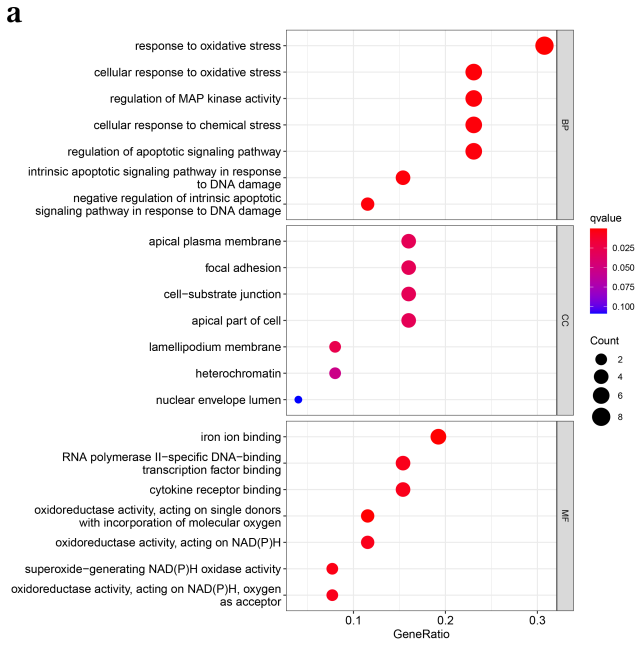 a
response to oxidative stress
cellular response to oxidative stress
regulation of MAP kinase activity
cellular response to chemical stress
regulation of apoptotic signaling pathway
intrinsic apoptotic signaling pathway in response
to DNA damage
negative regulation of intrinsic apoptotic
signaling pathway in response to DNA damage
BP
apical plasma membrane
focal adhesion
cell−substrate junction
apical part of cell
lamellipodium membrane
heterochromatin
nuclear envelope lumen
CC
iron ion binding
RNA polymerase II−specific DNA−binding
transcription factor binding
cytokine receptor binding
oxidoreductase activity, acting on single donors
with incorporation of molecular oxygen
oxidoreductase activity, acting on NAD(P)H
superoxide−generating NAD(P)H oxidase activity
oxidoreductase activity, acting on NAD(P)H, oxygen
as acceptor
MF
0.1 0.2 0.3
GeneRatio
qvalue
0.025
0.050
0.075
0.100
Count
2
4
6
8